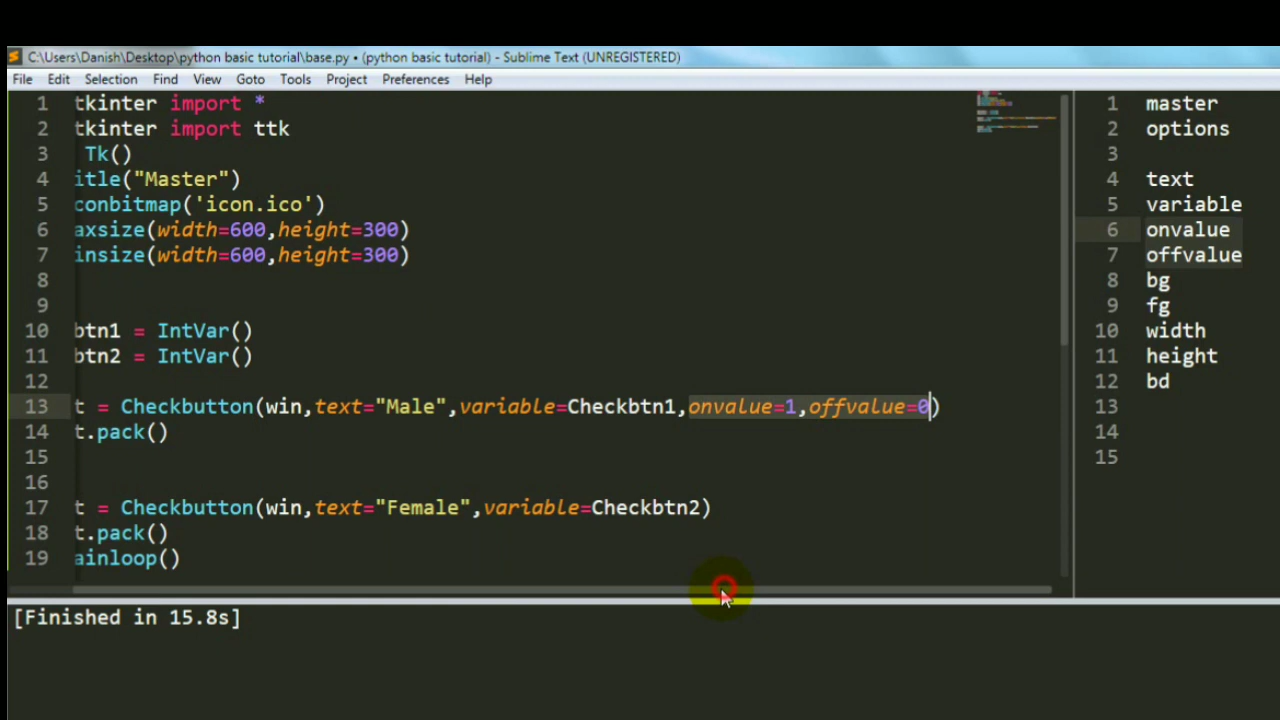 C:\Users\Danish\Desktop\python basic tutorial\base.py • (python basic tutorial) - Sublime Text (UNREGISTERED)
File Edit Selection Find View Goto Tools Project Preferences Help
1 tkinter import *
2 tkinter import ttk
3 Tk()
4 itle("Master")
5 conbitmap('icon.ico')
6 axsize(width=600,height=300)
7 insize(width=600,height=300)
8
9
10 btn1 = IntVar()
11 btn2 = IntVar()
12
13 t = Checkbutton(win,text="Male",variable=Checkbtn1,onvalue=1,offvalue=0)
14 t.pack()
15
16
17 t = Checkbutton(win,text="Female",variable=Checkbtn2)
18 t.pack()
19 ainloop()
1 master
2 options
3
4 text
5 variable
6 onvalue
7 offvalue
8 bg
9 fg
10 width
11 height
12 bd
13
14
15
[Finished in 15.8s]